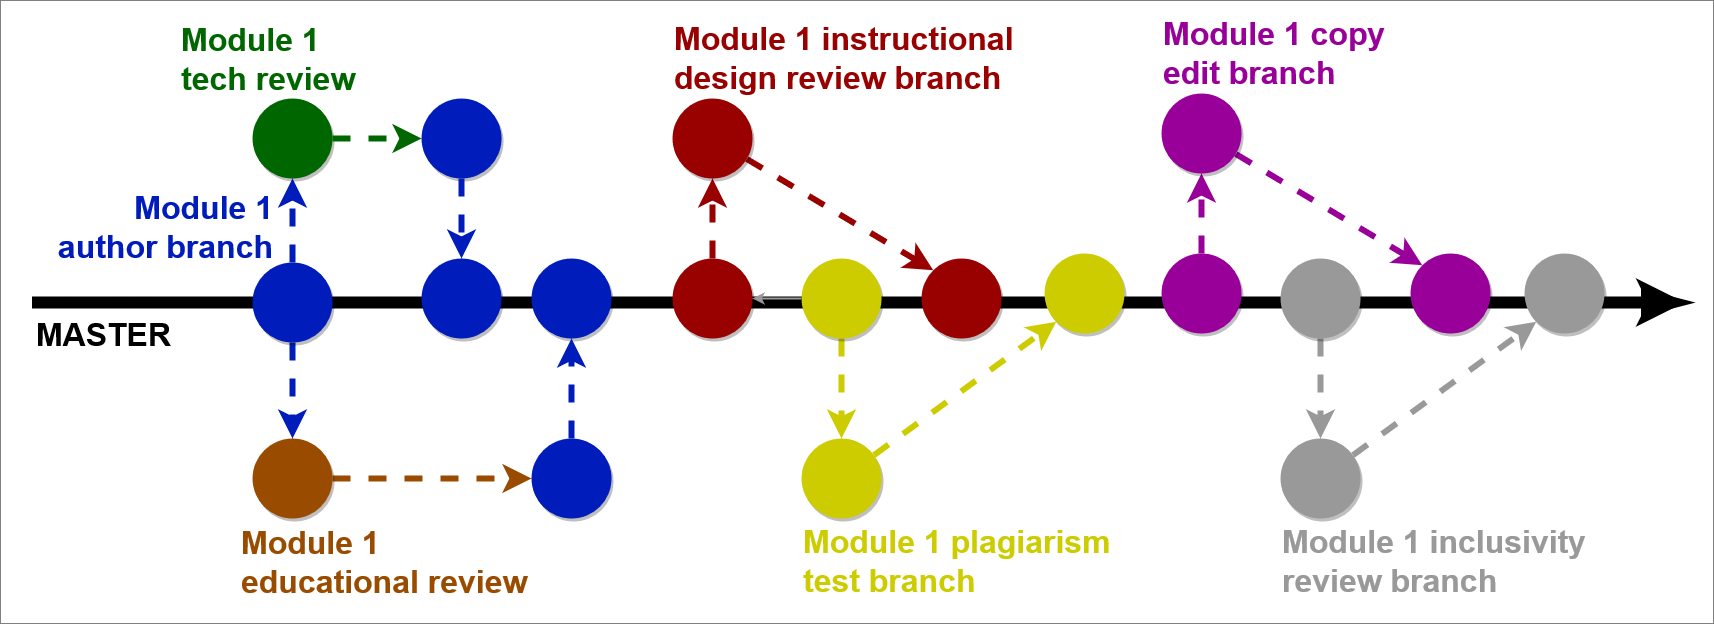 Module 1
tech review
Module 1 instructional
design review branch
Module 1 copy
edit branch
Module 1
author branch
MASTER
Module 1
educational review
Module 1 plagiarism
test branch
Module 1 inclusivity
review branch